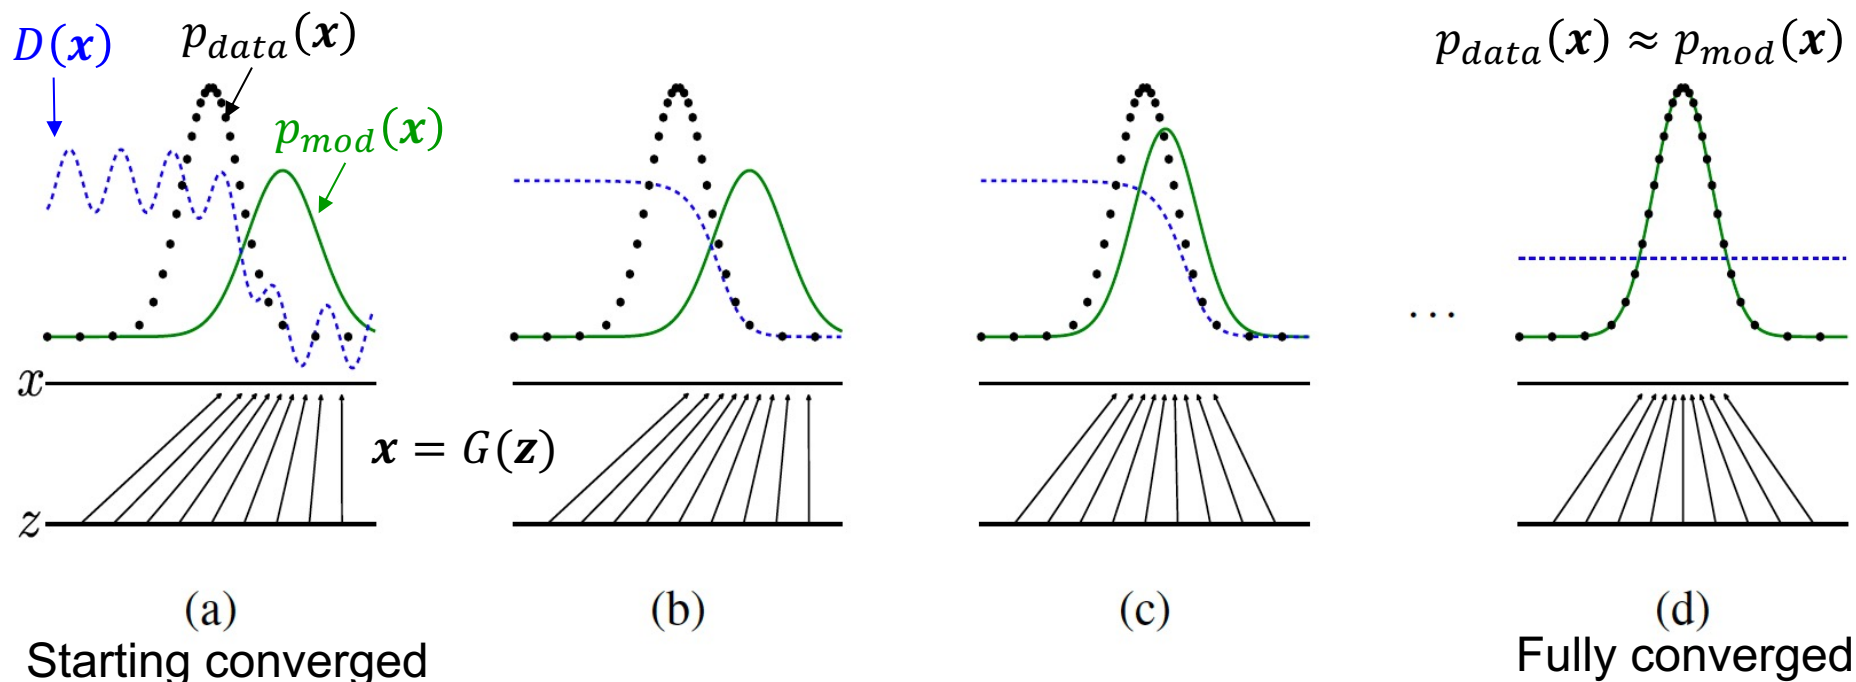 D(x)
p_data(x)
p_mod(x)
p_data(x) ≈ p_mod(x)
...
x
x = G(z)
z
(a)
(b)
(c)
(d)
Starting converged
Fully converged